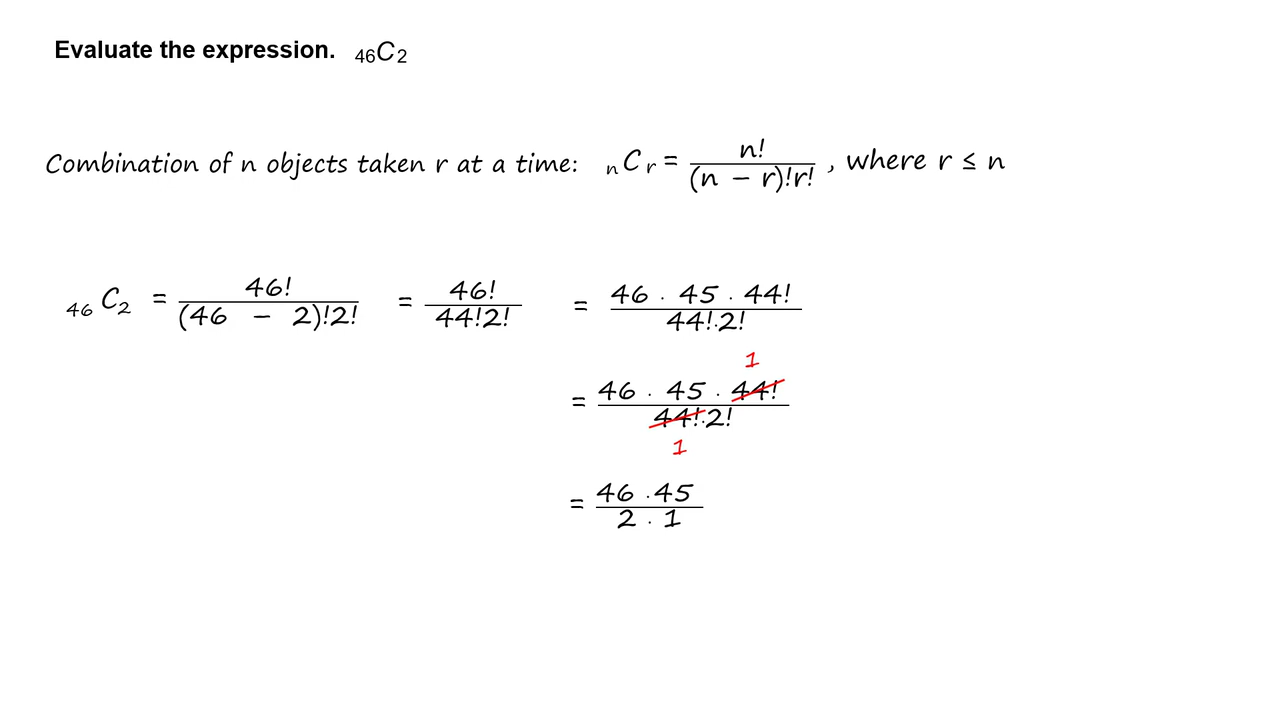 Evaluate the expression. ₄₆C₂
Combination of n objects taken r at a time: ₙCᵣ = n! / (n − r)!r! , where r ≤ n
₄₆C₂ = 46! / (46 − 2)!2! = 46! / 44!2! = 46 · 45 · 44! / 44!·2!
1
= 46 · 45 · 44! / 44!·2!
1
= 46 · 45 / 2 · 1